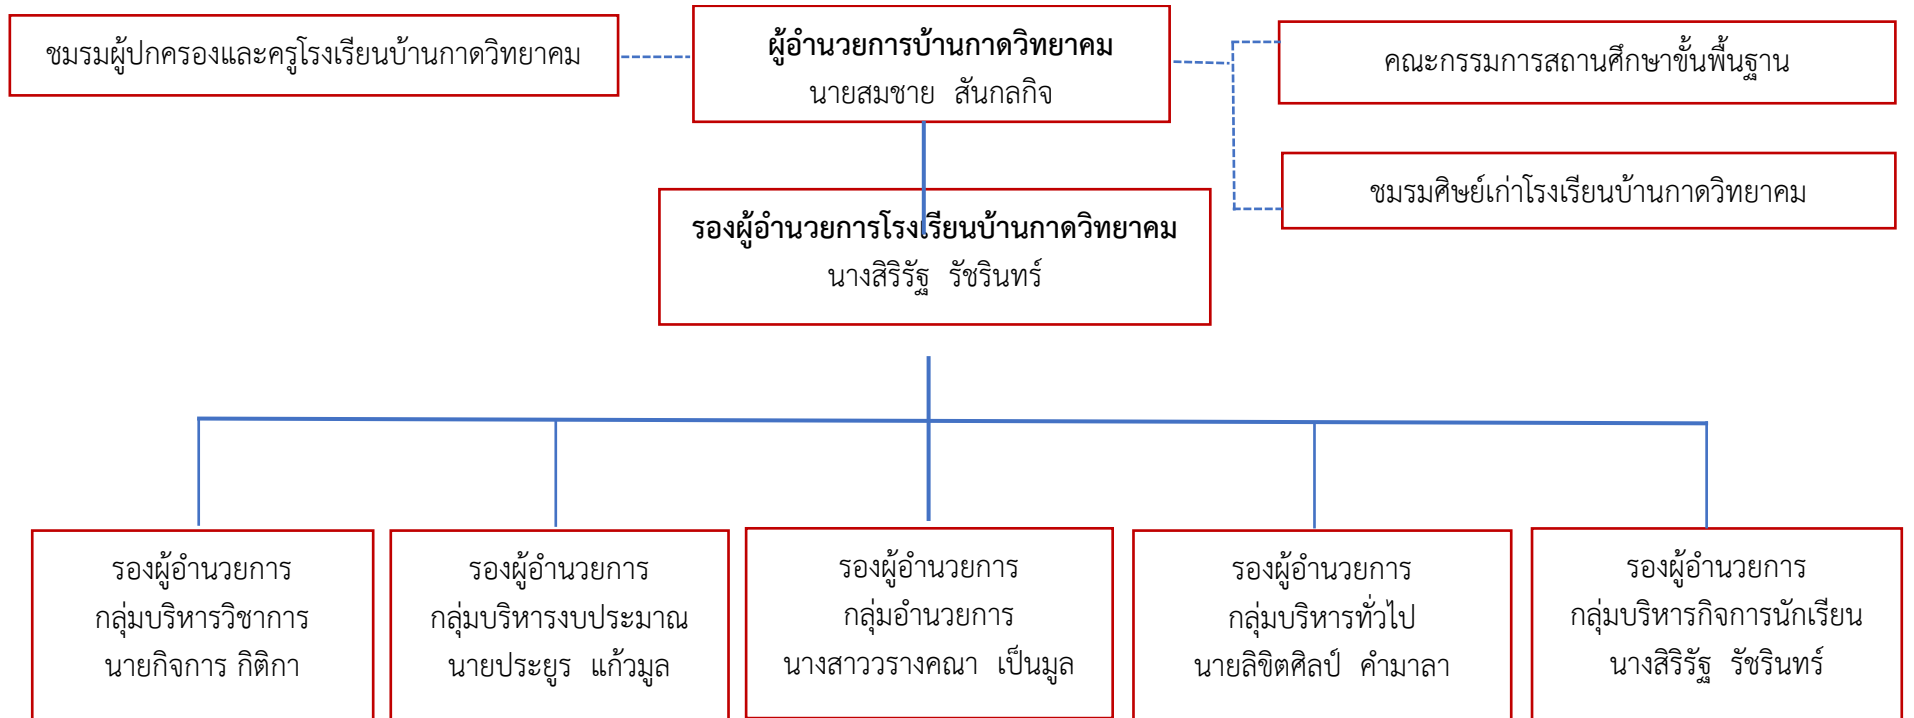 ชมรมผู้ปกครองและครูโรงเรียนบ้านกาดวิทยาคม
ผู้อำนวยการบ้านกาดวิทยาคม
นายสมชาย สันกลกิจ
คณะกรรมการสถานศึกษาขั้นพื้นฐาน
ชมรมศิษย์เก่าโรงเรียนบ้านกาดวิทยาคม
รองผู้อำนวยการโรงเรียนบ้านกาดวิทยาคม
นางสิริรัฐ รัชรินทร์
รองผู้อำนวยการ
กลุ่มบริหารวิชาการ
นายกิจการ กิติกา
รองผู้อำนวยการ
กลุ่มบริหารงบประมาณ
นายประยูร แก้วมูล
รองผู้อำนวยการ
กลุ่มอำนวยการ
นางสาววรางคณา เป็นมูล
รองผู้อำนวยการ
กลุ่มบริหารทั่วไป
นายลิขิตศิลป์ คำมาลา
รองผู้อำนวยการ
กลุ่มบริหารกิจการนักเรียน
นางสิริรัฐ รัชรินทร์